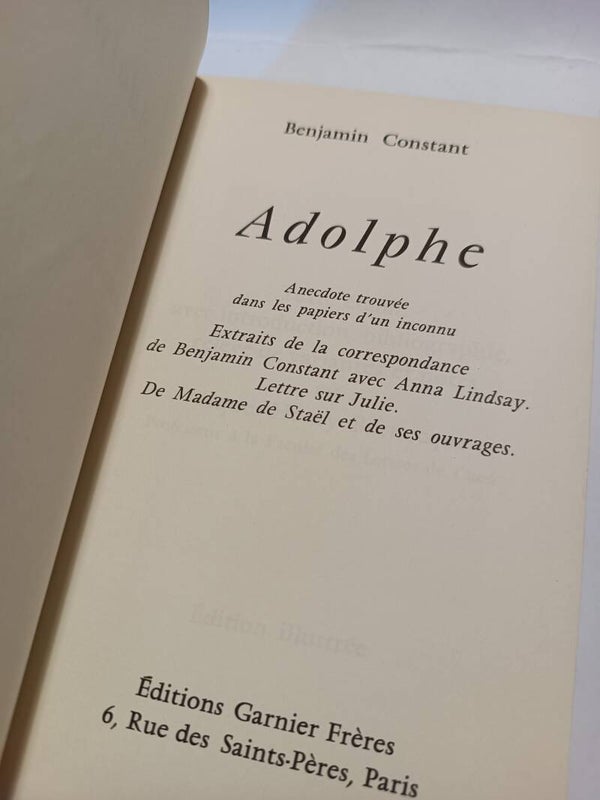 Benjamin Constant
Adolphe
Anecdote trouvée
dans les papiers d'un inconnu
Extraits de la correspondance
de Benjamin Constant avec Anna Lindsay.
Lettre sur Julie.
De Madame de Staël et de ses ouvrages.
Édition Illustrée
Éditions Garnier Frères
6, Rue des Saints-Pères, Paris